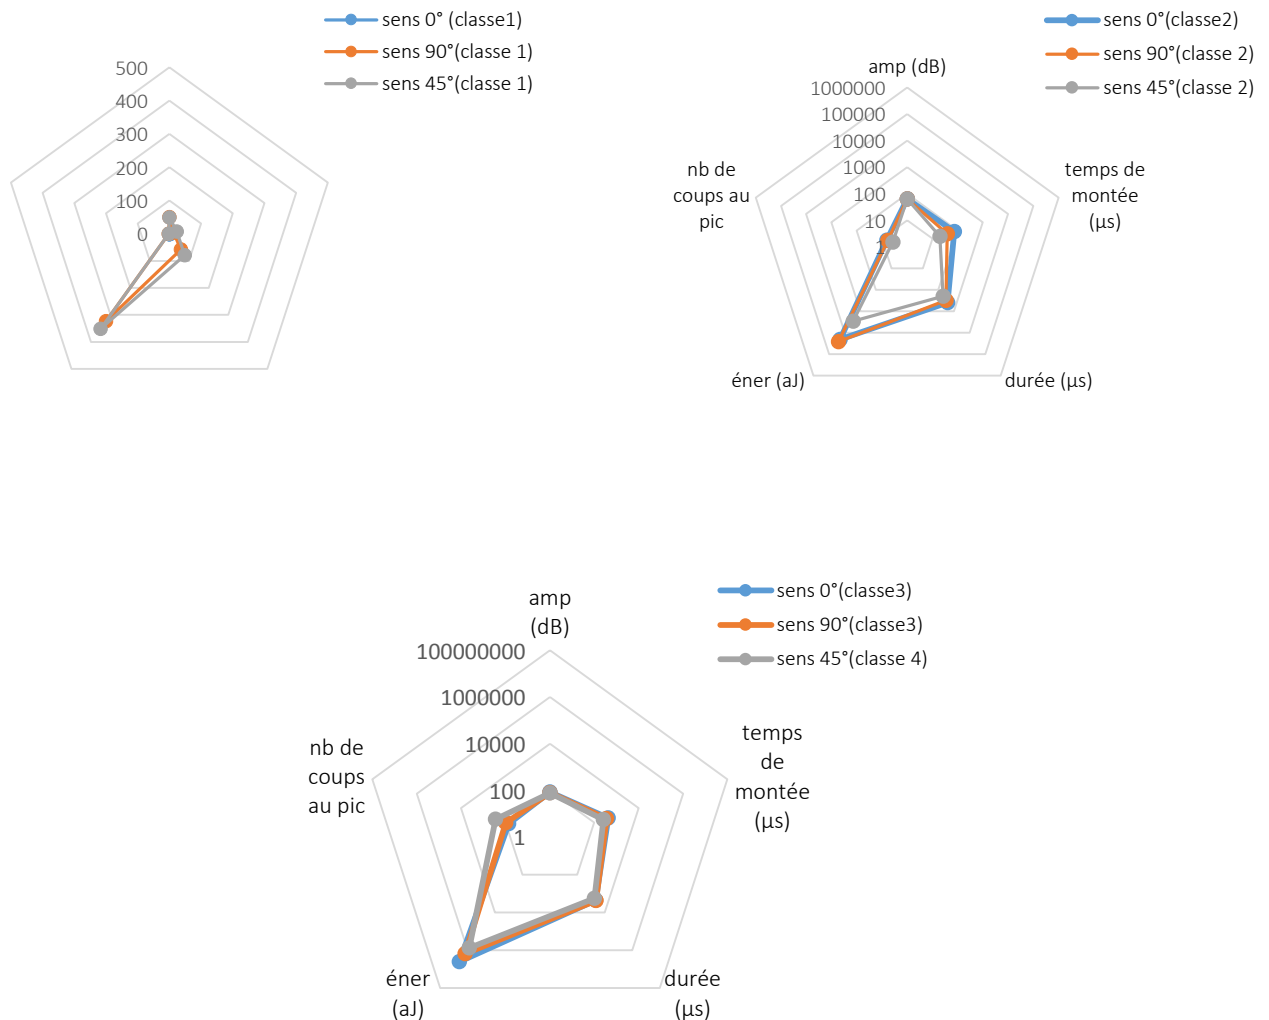 sens 0° (classe1)
sens 90°(classe 1)
sens 45°(classe 1)
500
400
300
200
100
0
sens 0°(classe2)
sens 90°(classe 2)
sens 45°(classe 2)
amp (dB)
1000000
100000
10000
1000
100
10
1
temps de
montée
(µs)
durée (µs)
éner (aJ)
nb de
coups au
pic
sens 0°(classe3)
sens 90°(classe3)
sens 45°(classe 4)
amp
(dB)
100000000
1000000
10000
100
1
temps
de
montée
(µs)
durée
(µs)
éner
(aJ)
nb de
coups
au pic